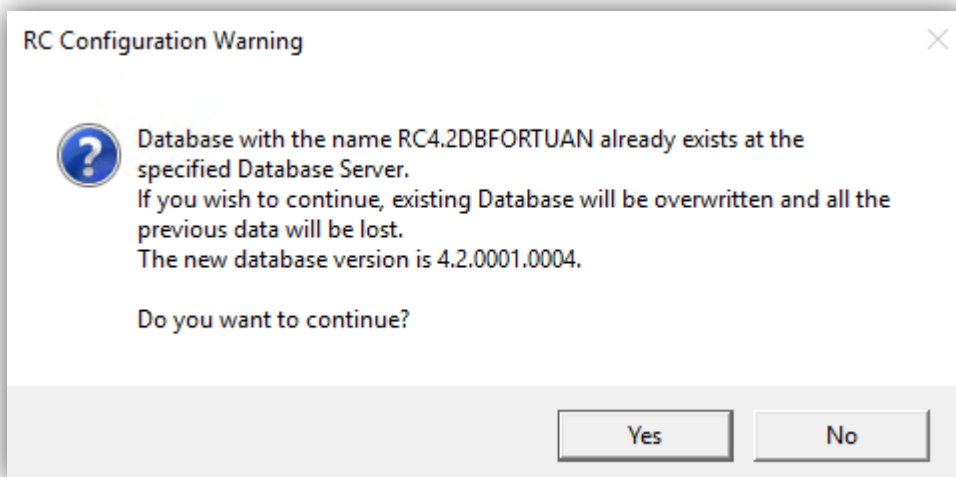 RC Configuration Warning
Database with the name RC4.2DBFORTUAN already exists at the
specified Database Server.
If you wish to continue, existing Database will be overwritten and all the
previous data will be lost.
The new database version is 4.2.0001.0004.
Do you want to continue?
Yes
No